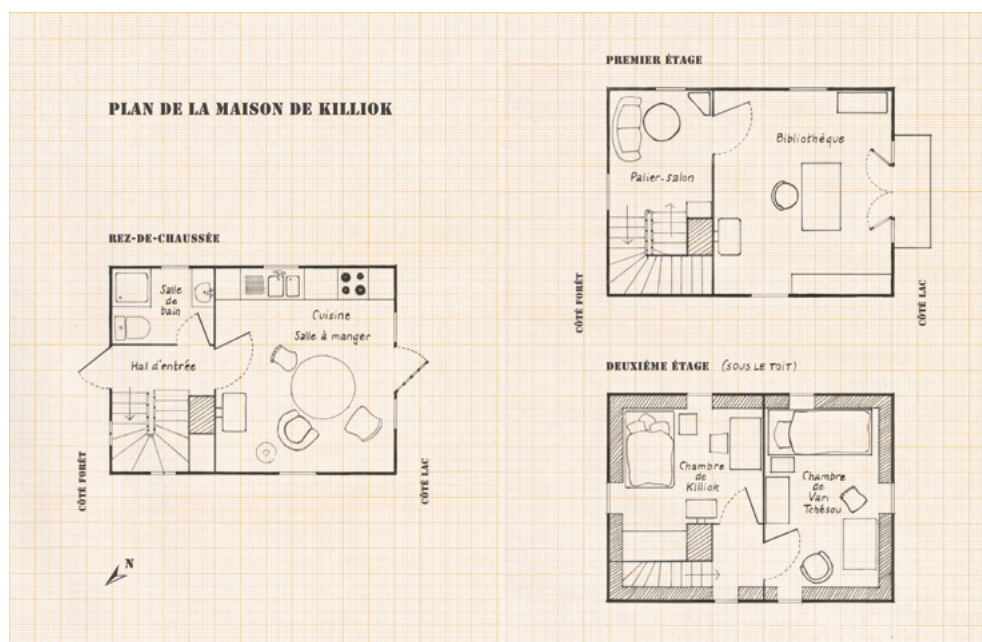 PLAN DE LA MAISON DE KILLIOK
REZ-DE-CHAUSSÉE
Salle
de
bain
Cuisine
Salle à manger
Hal d'entrée
CÔTÉ FORÊT
CÔTÉ LAC
N
PREMIER ÉTAGE
Bibliothèque
Palier-salon
CÔTÉ FORÊT
CÔTÉ LAC
DEUXIÈME ÉTAGE (SOUS LE TOIT)
Chambre
de
Killiok
Chambre
de
Vari
Tchésou